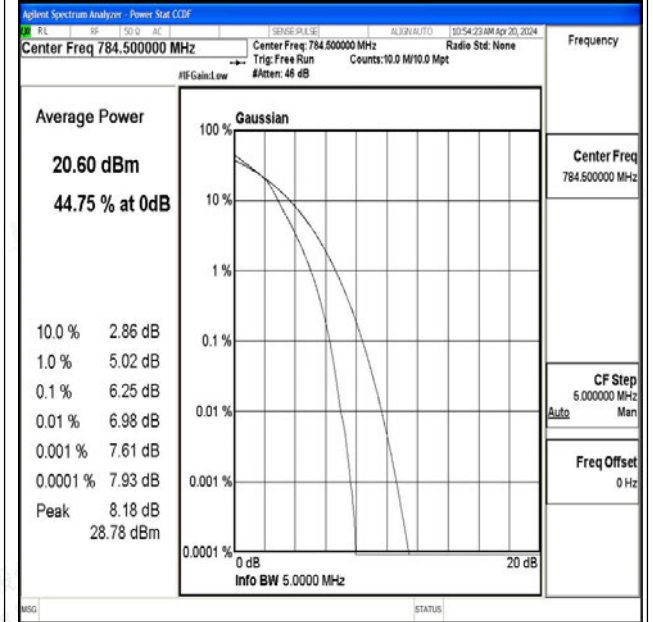 Agilent Spectrum Analyzer - Power Stat CCDF
RL RF 50 Ω AC SENSE:PULSE ALIGNAUTO 10:54:23 AM Apr 20, 2024
Center Freq 784.500000 MHz
Center Freq: 784.500000 MHz Radio Std: None
Trig: Free Run Counts:10.0 M/10.0 Mpt
#IFGain:Low #Atten: 46 dB
Frequency
Average Power
20.60 dBm
44.75 % at 0dB
10.0 % 2.86 dB
1.0 % 5.02 dB
0.1 % 6.25 dB
0.01 % 6.98 dB
0.001 % 7.61 dB
0.0001 % 7.93 dB
Peak 8.18 dB
28.78 dBm
Gaussian
100 %
10 %
1 %
0.1 %
0.01 %
0.001 %
0.0001 %
0 dB 20 dB
Info BW 5.0000 MHz
Center Freq
784.500000 MHz
CF Step
5.000000 MHz
Auto Man
Freq Offset
0 Hz
MSG STATUS